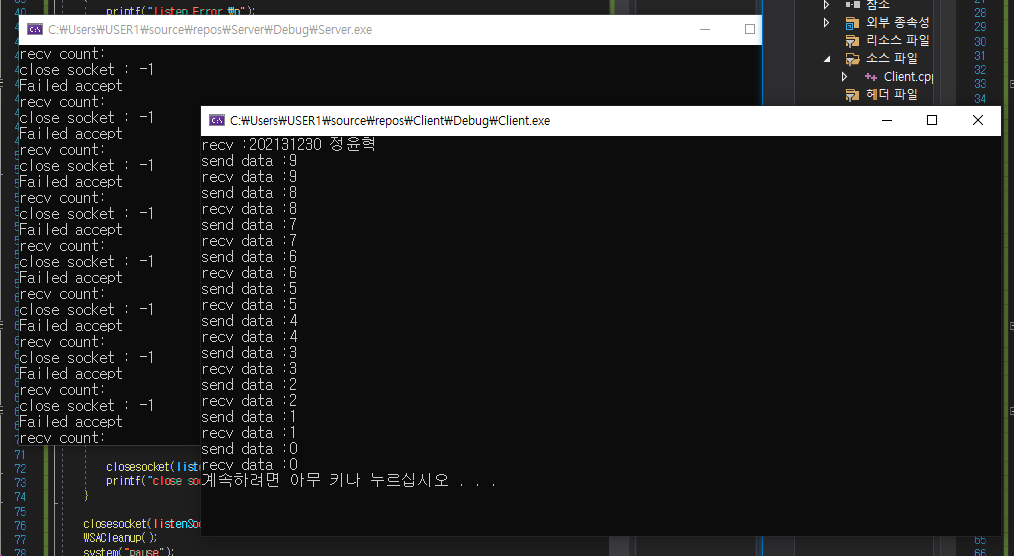 printf("listen Error ₩n");
C:₩Users₩USER1₩source₩repos₩Server₩Debug₩Server.exe
recv count:
close socket : -1
Failed accept
recv count:
close socket : -1
Failed accept
recv count:
close socket : -1
Failed accept
recv count:
close socket : -1
Failed accept
recv count:
close socket : -1
Failed accept
recv count:
close socket : -1
Failed accept
recv count:
close socket : -1
Failed accept
recv count:
close socket : -1
Failed accept
recv count:
C:₩Users₩USER1₩source₩repos₩Client₩Debug₩Client.exe
recv :202131230 정윤혁
send data :9
recv data :9
send data :8
recv data :8
send data :7
recv data :7
send data :6
recv data :6
send data :5
recv data :5
send data :4
recv data :4
send data :3
recv data :3
send data :2
recv data :2
send data :1
recv data :1
send data :0
recv data :0
계속하려면 아무 키나 누르십시오 . . .
참조
외부 종속성
리소스 파일
소스 파일
Client.cpp
헤더 파일
28
29
30
31
32
33
34
65
66
71
72 closesocket(liste
73 printf("close so
74 }
75
76 closesocket(listenSoc
77 WSACleanup();
78 system("pause");